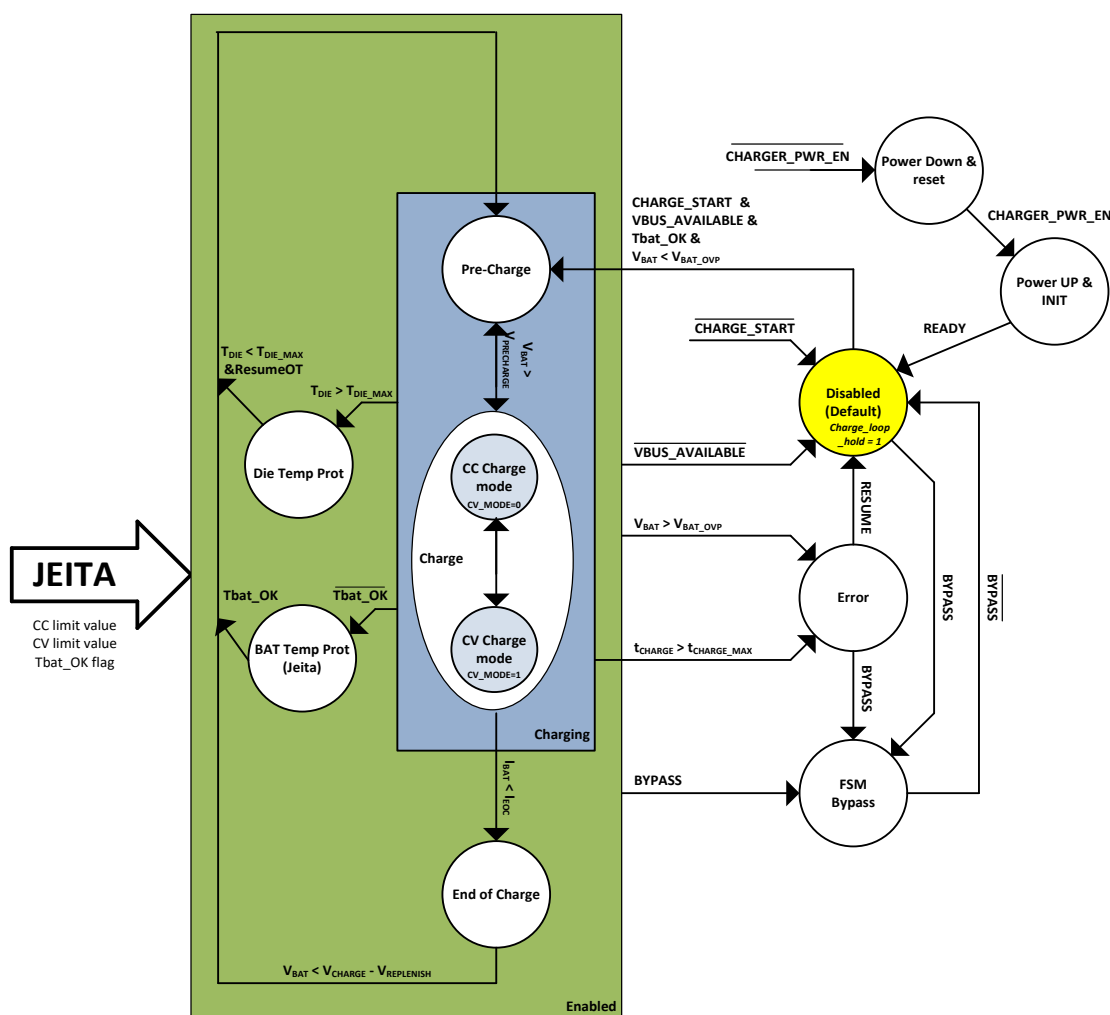 CHARGER_PWR_EN
Power Down &
reset
CHARGER_PWR_EN
Power UP &
INIT
READY
CHARGE_START &
VBUS_AVAILABLE &
Tbat_OK &
VBAT < VBAT_OVP
Pre-Charge
VBAT >
VPRECHARGE
CHARGE_START
Disabled
(Default)
Charge_loop
_hold = 1
TDIE < TDIE_MAX
&ResumeOT
TDIE > TDIE_MAX
Die Temp Prot
CC Charge
mode
CV_MODE=0
VBUS_AVAILABLE
RESUME
VBAT > VBAT_OVP
Charge
JEITA
CC limit value
CV limit value
Tbat_OK flag
Tbat_OK
Tbat_OK
BAT Temp Prot
(Jeita)
CV Charge
mode
CV_MODE=1
Error
BYPASS
BYPASS
tCHARGE > tCHARGE_MAX
BYPASS
Charging
IBAT < IEOC
BYPASS
FSM
Bypass
End of Charge
VBAT < VCHARGE - VREPLENISH
Enabled